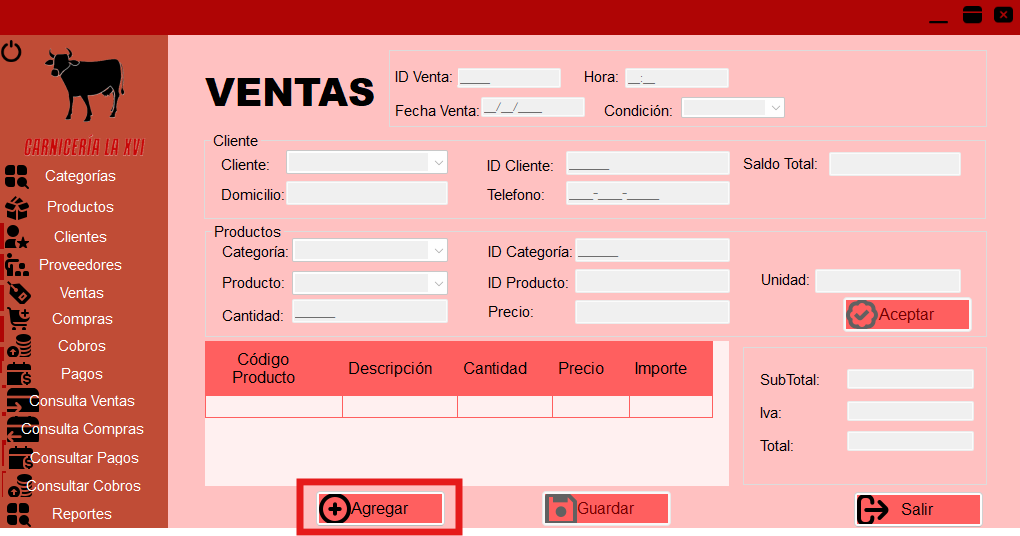 VENTAS
ID Venta: ____
Hora: __:__
Fecha Venta: __/__/___
Condición:
CARNICERÍA LA XVI
Categorías
Productos
Clientes
Proveedores
Ventas
Compras
Cobros
Pagos
Consulta Ventas
Consulta Compras
Consultar Pagos
Consultar Cobros
Reportes
Cliente
Cliente:
ID Cliente: _____
Saldo Total:
Domicilio:
Telefono: ___-___-____
Productos
Categoría:
ID Categoría: _____
Producto:
ID Producto:
Unidad:
Cantidad: _____
Precio:
Aceptar
Código
Producto
Descripción
Cantidad
Precio
Importe
SubTotal:
Iva:
Total:
Agregar
Guardar
Salir